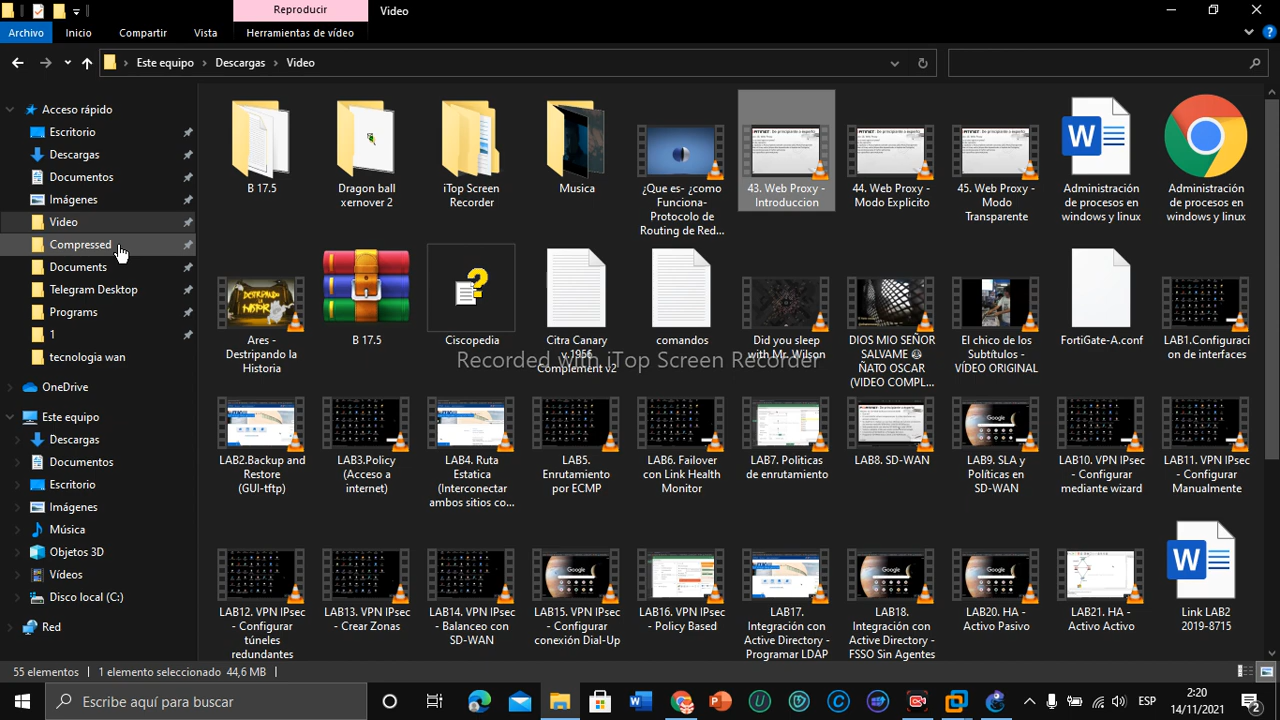 Reproducir
Video
Archivo
Inicio
Compartir
Vista
Herramientas de vídeo
Este equipo
Descargas
Video
Acceso rápido
Escritorio
Descargas
Documentos
Imágenes
Video
Compressed
Documents
Telegram Desktop
Programs
1
tecnologia wan
OneDrive
Este equipo
Descargas
Documentos
Escritorio
Imágenes
Música
Objetos 3D
Vídeos
Disco local (C:)
Red
B 17.5
Dragon ball
xernover 2
iTop Screen
Recorder
Musica
¿Que es- ¿como
Funciona-
Protocolo de
Routing de Red...
43. Web Proxy -
Introduccion
44. Web Proxy -
Modo Explicito
45. Web Proxy -
Modo
Transparente
Administración
de procesos en
windows y linux
Administración
de procesos en
windows y linux
Ares -
Destripando la
Historia
B 17.5
Ciscopedia
Citra Canary
v.1956
Complement v2
comandos
Did you sleep
with Mr. Wilson
DIOS MIO SEÑOR
SALVAME
ÑATO OSCAR
(VIDEO COMPL...
El chico de los
Subtítulos -
VÍDEO ORIGINAL
FortiGate-A.conf
LAB1.Configuraci
on de interfaces
Recorded with iTop Screen Recorder
LAB2.Backup and
Restore
(GUI-tftp)
LAB3.Policy
(Acceso a
internet)
LAB4. Ruta
Estatica
(Interconectar
ambos sitios co...
LAB5.
Enrutamiento
por ECMP
LAB6. Failover
con Link Health
Monitor
LAB7. Politicas
de enrutamiento
LAB8. SD-WAN
LAB9. SLA y
Políticas en
SD-WAN
LAB10. VPN IPsec
- Configurar
mediante wizard
LAB11. VPN IPsec
- Configurar
Manualmente
LAB12. VPN IPsec
- Configurar
túneles
redundantes
LAB13. VPN IPsec
- Crear Zonas
LAB14. VPN IPsec
- Balanceo con
SD-WAN
LAB15. VPN IPsec
- Configurar
conexión Dial-Up
LAB16. VPN IPsec
- Policy Based
LAB17.
Integración con
Active Directory -
Programar LDAP
LAB18.
Integración con
Active Directory -
FSSO Sin Agentes
LAB20. HA -
Activo Pasivo
LAB21. HA -
Activo Activo
Link LAB2
2019-8715
55 elementos
1 elemento seleccionado 44,6 MB
Escribe aquí para buscar
ESP
2:20
14/11/2021
2